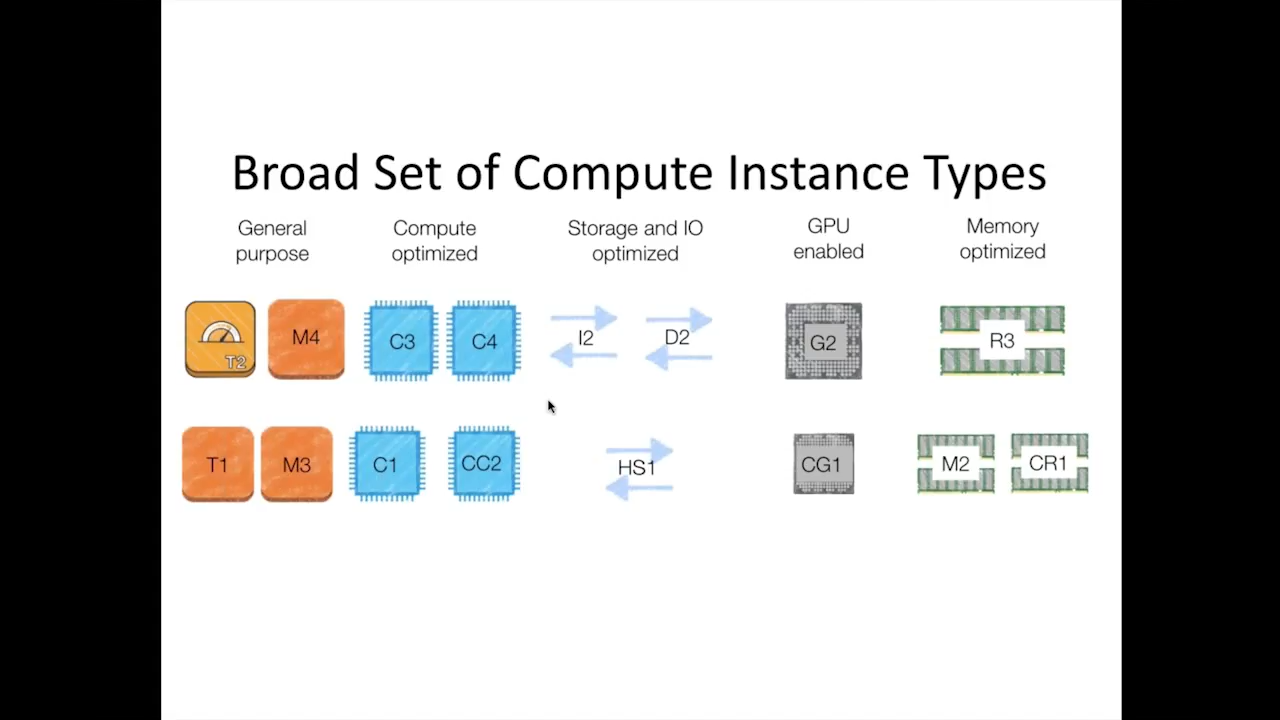 Broad Set of Compute Instance Types
General
purpose
Compute
optimized
Storage and IO
optimized
GPU
enabled
Memory
optimized
T2
M4
C3
C4
I2
D2
G2
R3
T1
M3
C1
CC2
HS1
CG1
M2
CR1